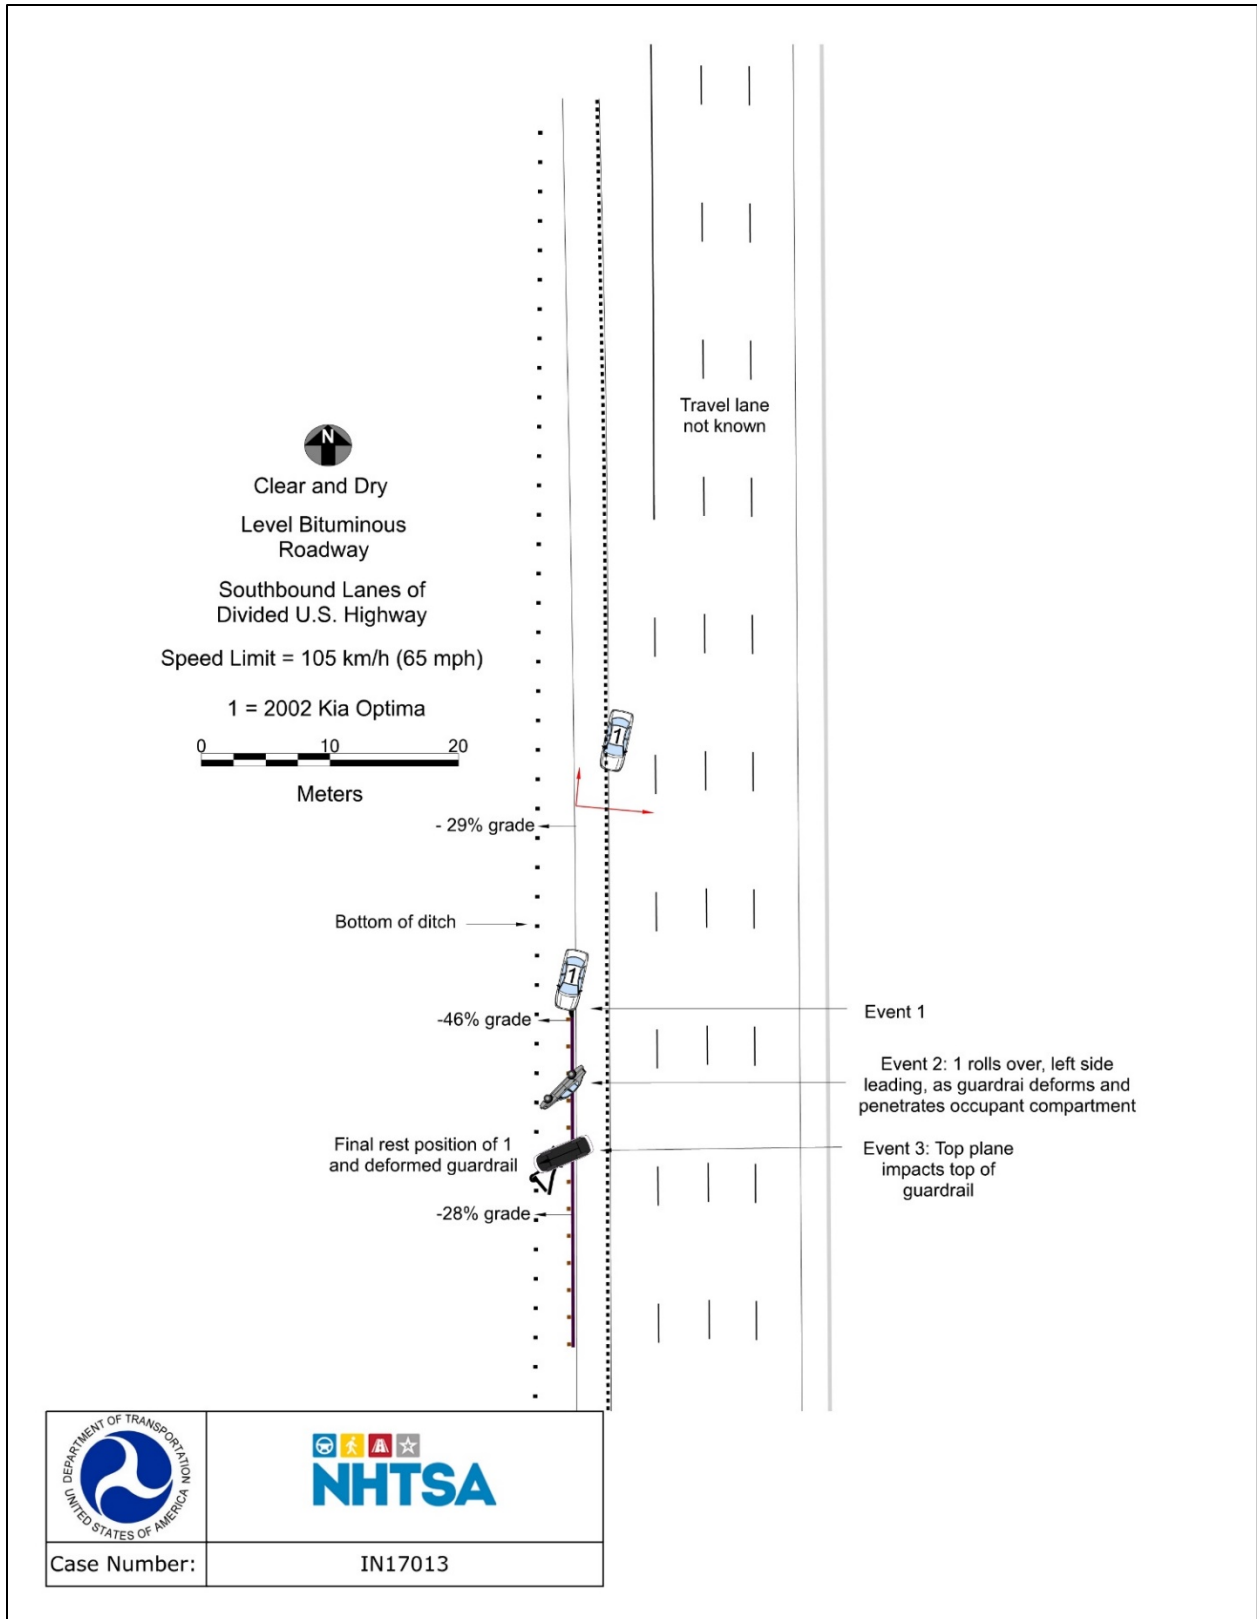 Travel lane
not known
N
Clear and Dry
Level Bituminous
Roadway
Southbound Lanes of
Divided U.S. Highway
Speed Limit = 105 km/h (65 mph)
1 = 2002 Kia Optima
0 10 20
Meters
1
- 29% grade
Bottom of ditch
1
-46% grade
Event 1
Event 2: 1 rolls over, left side
leading, as guardrai deforms and
penetrates occupant compartment
Final rest position of 1
and deformed guardrail
Event 3: Top plane
impacts top of
guardrail
-28% grade
DEPARTMENT OF TRANSPORTATION
UNITED STATES OF AMERICA
NHTSA
Case Number: IN17013